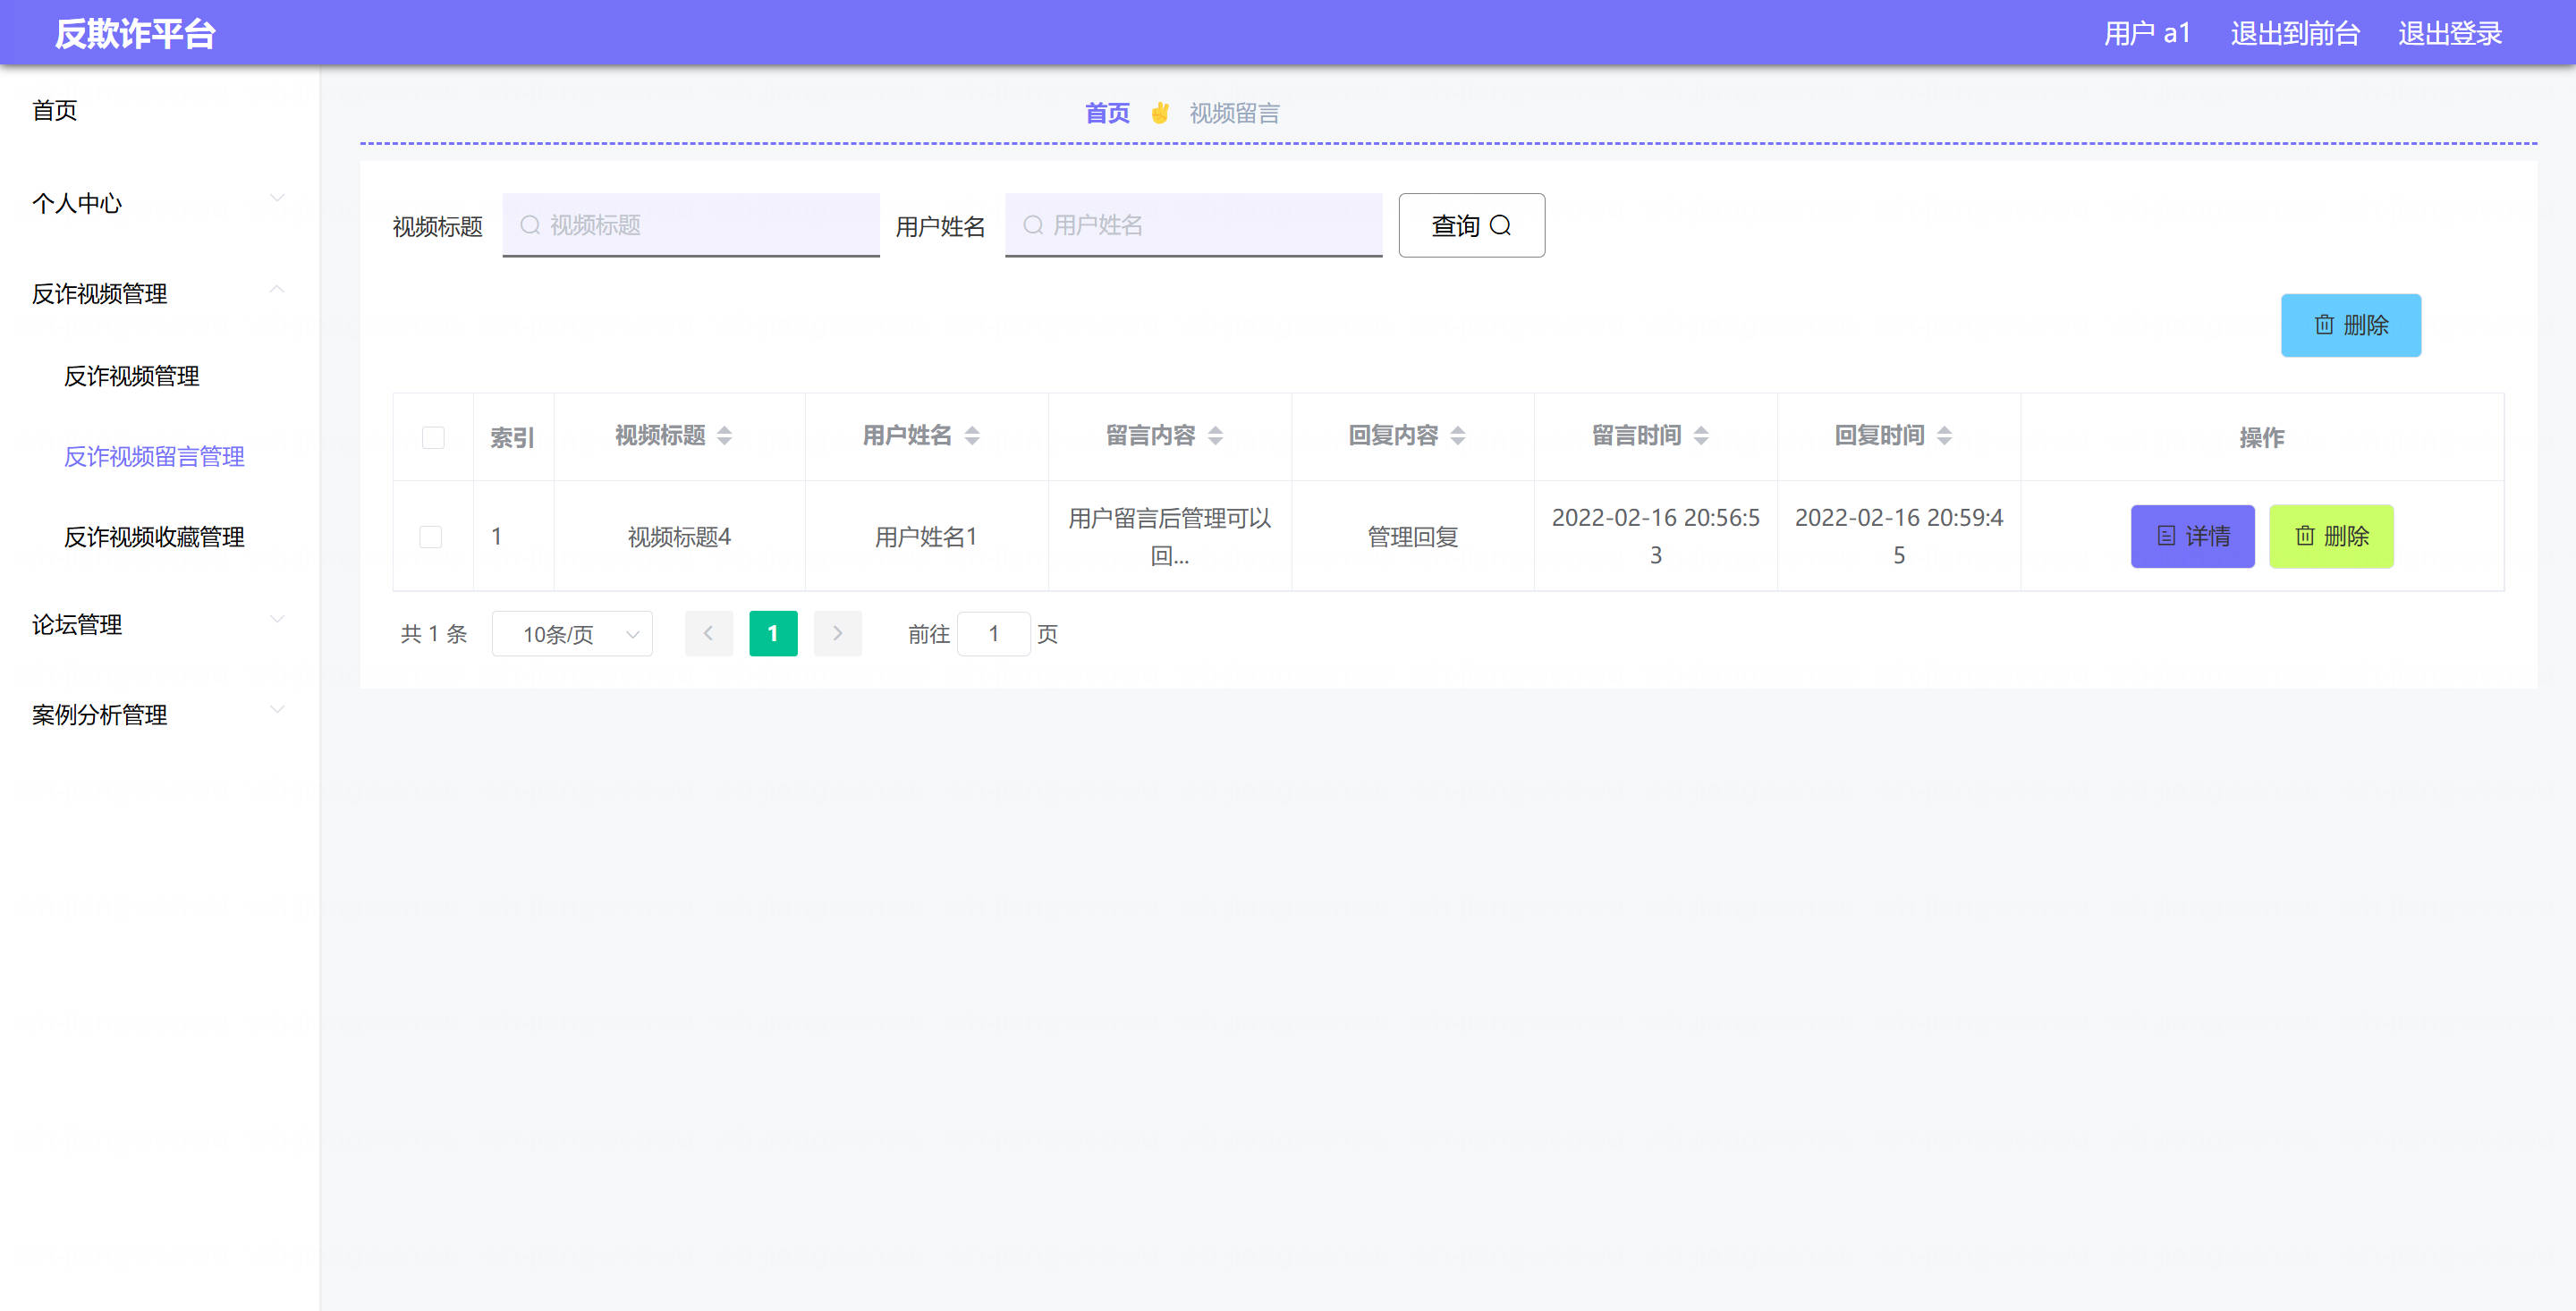 反欺诈平台
用户 a1
退出到前台
退出登录
首页
个人中心
反诈视频管理
反诈视频管理
反诈视频留言管理
反诈视频收藏管理
论坛管理
案例分析管理
首页 视频留言
视频标题 视频标题 用户姓名 用户姓名 查询
删除
索引 视频标题 用户姓名 留言内容 回复内容 留言时间 回复时间 操作
1 视频标题4 用户姓名1 用户留言后管理可以回... 管理回复 2022-02-16 20:56:53 2022-02-16 20:59:45 详情 删除
共 1 条 10条/页 1 前往 1 页